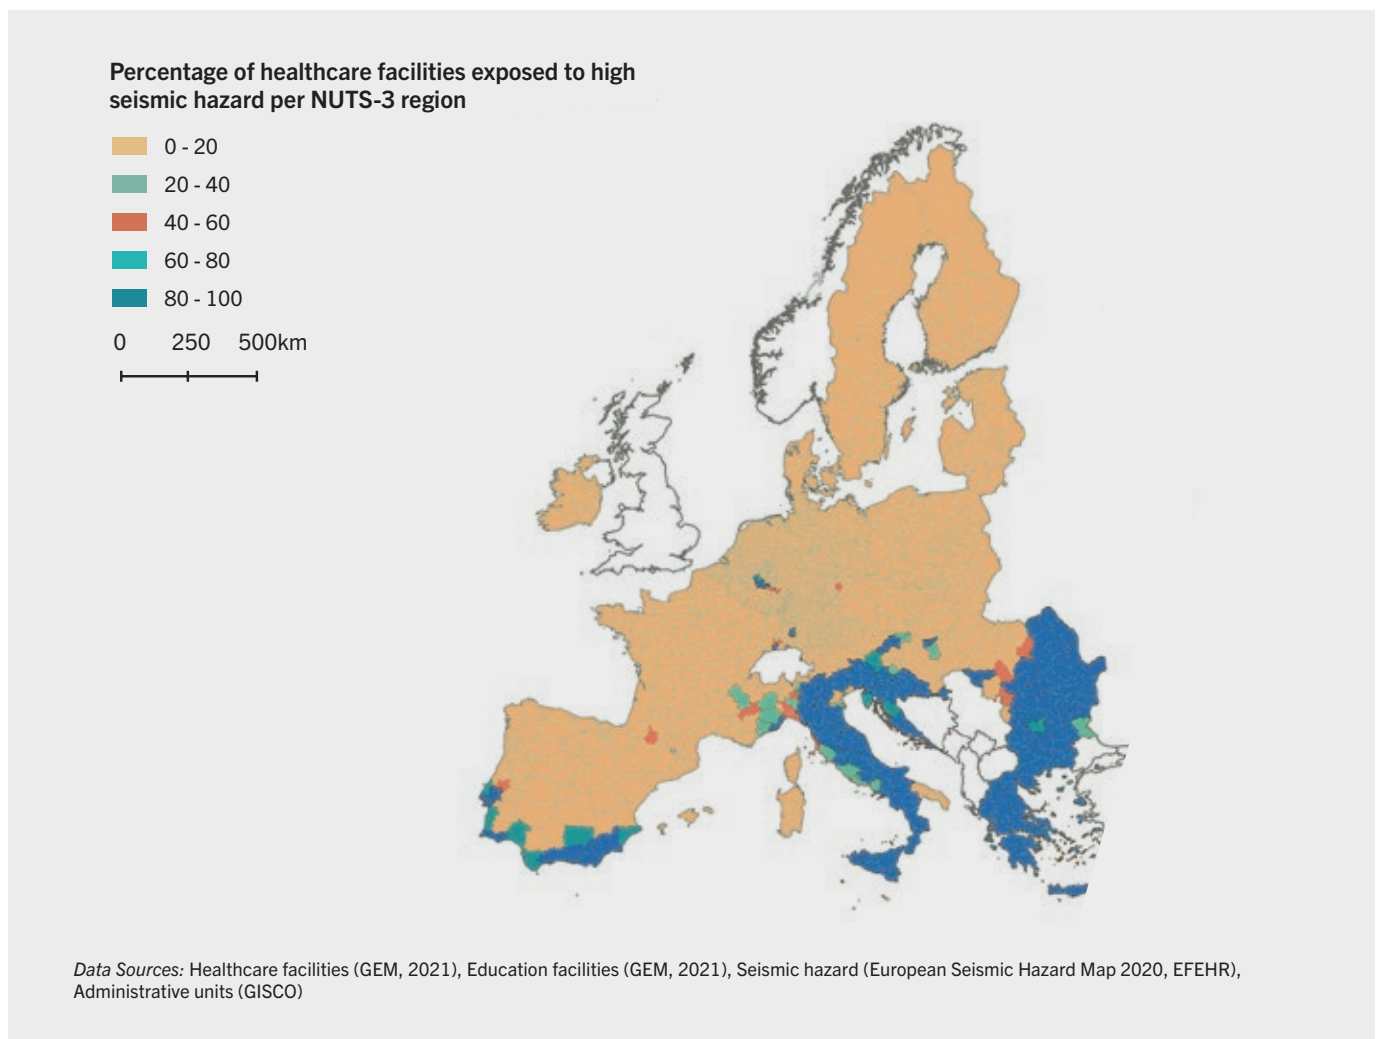 Percentage of healthcare facilities exposed to high
seismic hazard per NUTS-3 region
0 - 20
20 - 40
40 - 60
60 - 80
80 - 100
0 250 500km
Data Sources: Healthcare facilities (GEM, 2021), Education facilities (GEM, 2021), Seismic hazard (European Seismic Hazard Map 2020, EFEHR),
Administrative units (GISCO)